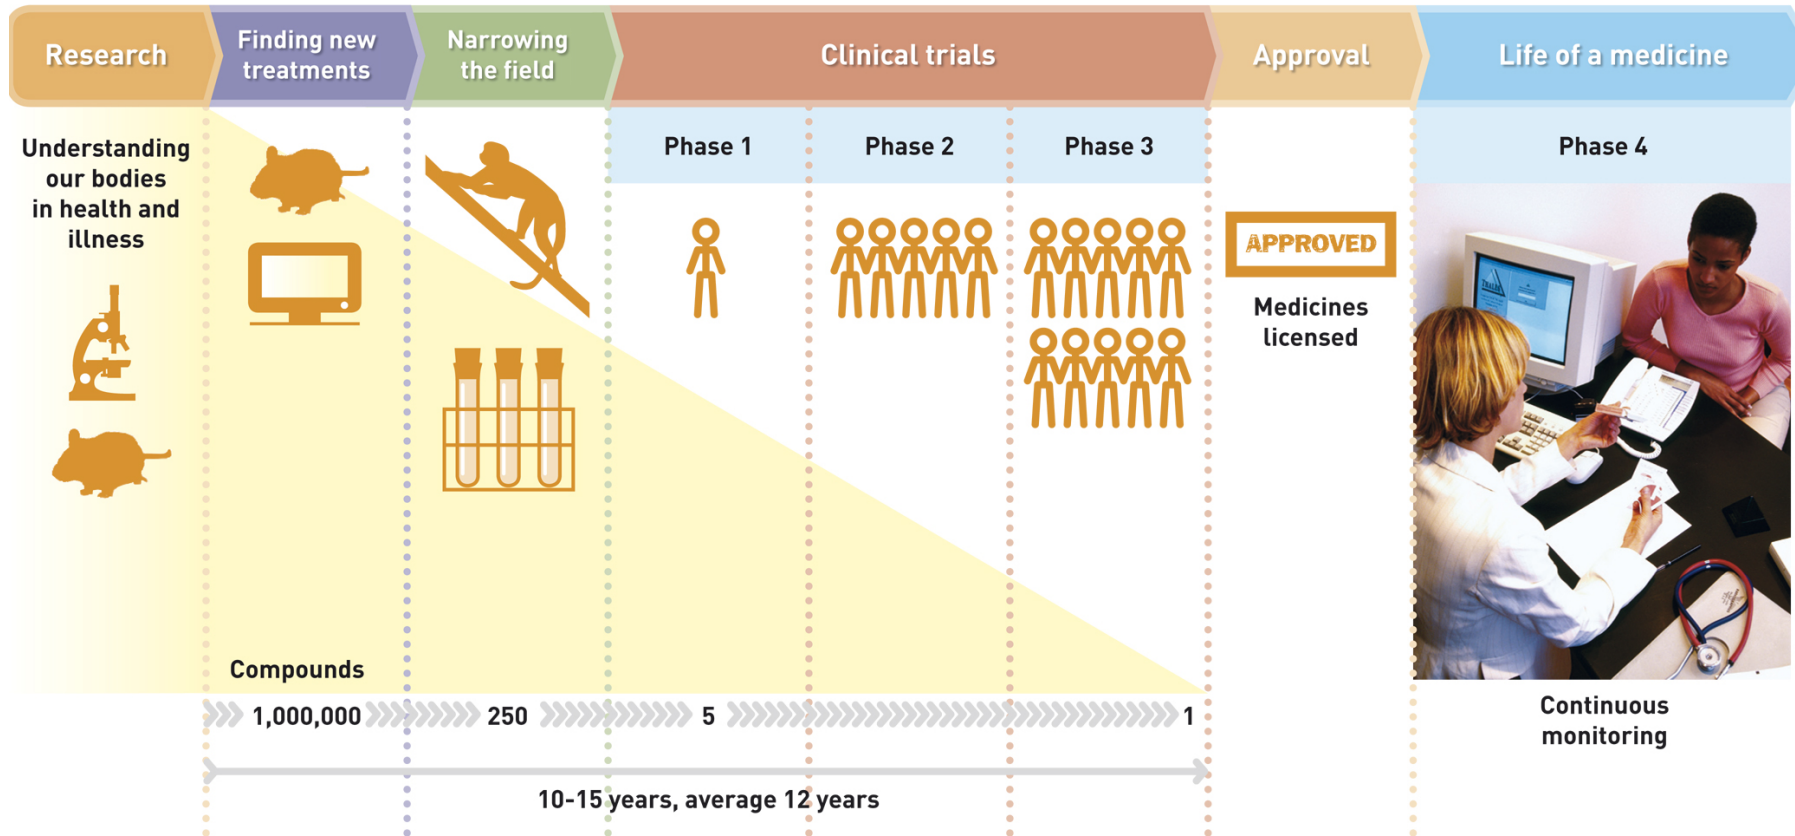 Research
Finding new
treatments
Narrowing
the field
Clinical trials
Approval
Life of a medicine
Understanding
our bodies
in health and
illness
Phase 1
Phase 2
Phase 3
Phase 4
APPROVED
Medicines
licensed
Compounds
1,000,000
250
5
1
10-15 years, average 12 years
Continuous
monitoring